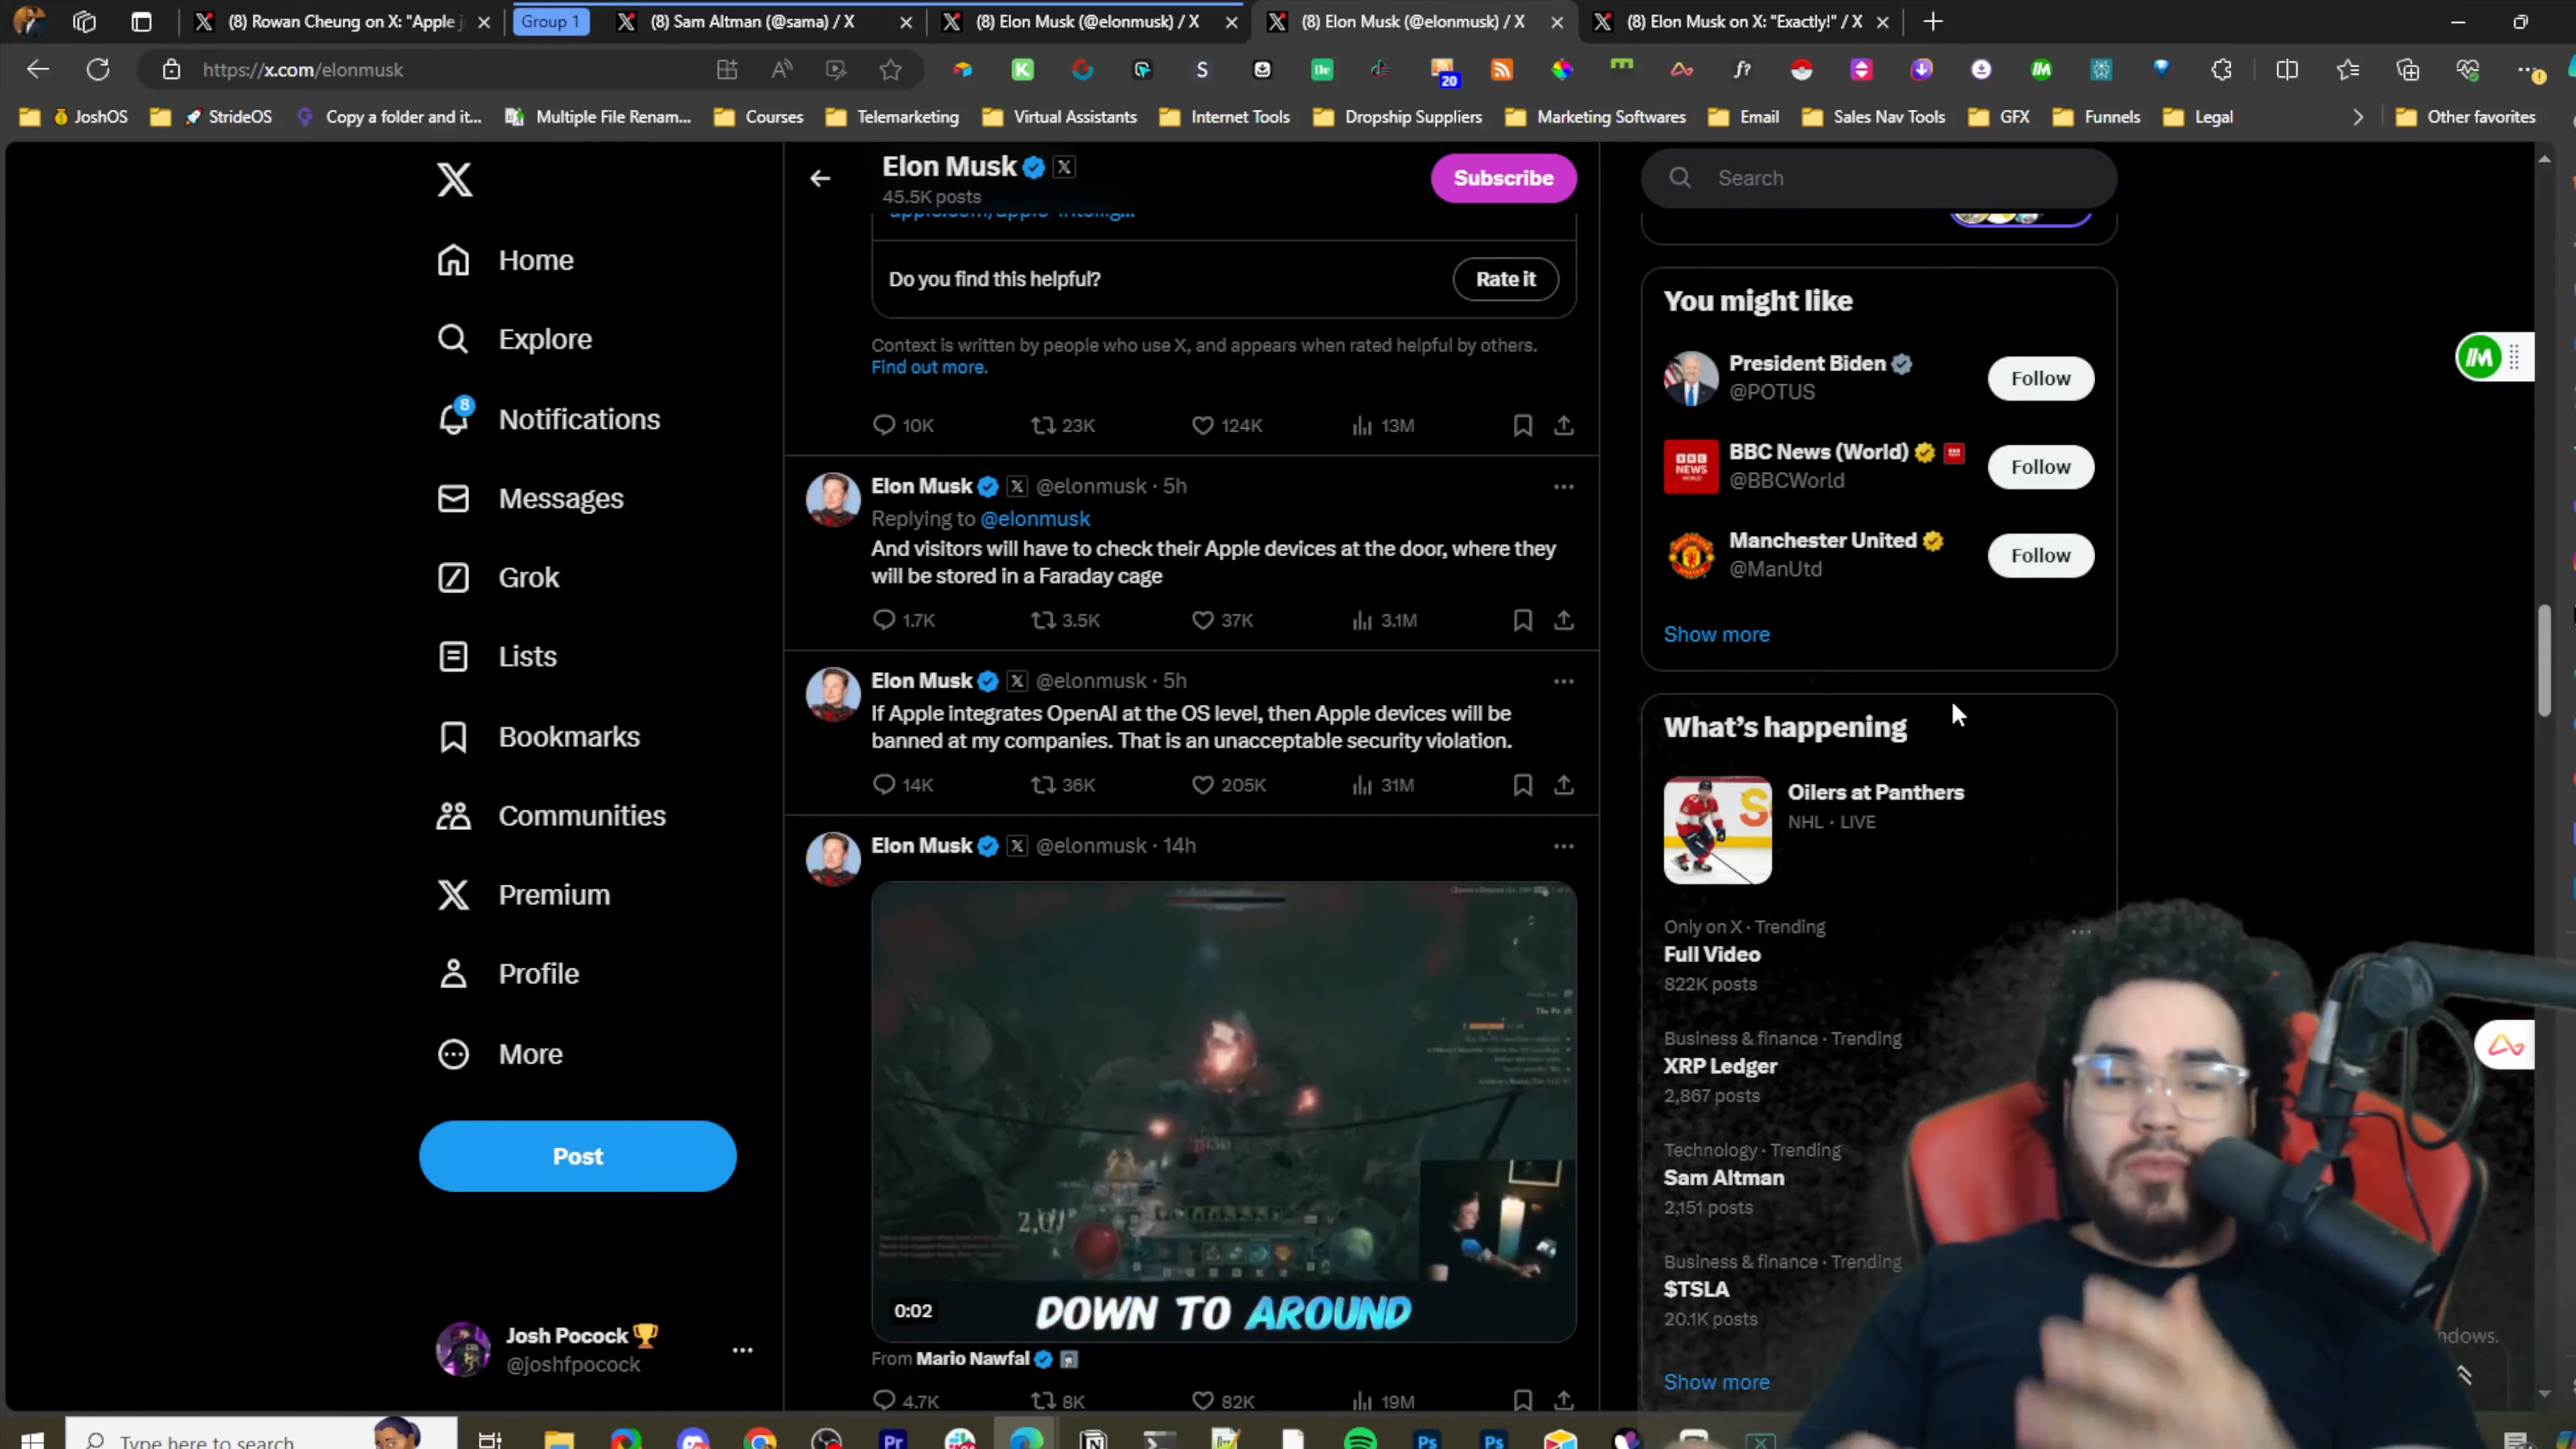 (8) Rowan Cheung on X: "Apple j
Group 1
(8) Sam Altman (@sama) / X
(8) Elon Musk (@elonmusk) / X
(8) Elon Musk (@elonmusk) / X
(8) Elon Musk on X: "Exactly!" / X
https://x.com/elonmusk
20
JoshOS
StrideOS
Copy a folder and it...
Multiple File Renam...
Courses
Telemarketing
Virtual Assistants
Internet Tools
Dropship Suppliers
Marketing Softwares
Email
Sales Nav Tools
GFX
Funnels
Legal
Other favorites
Home
Explore
8
Notifications
Messages
Grok
Lists
Bookmarks
Communities
Premium
Profile
More
Post
Josh Pocock
@joshfpocock
Elon Musk
45.5K posts
Subscribe
apple.com/apple-intellig...
Do you find this helpful?
Rate it
Context is written by people who use X, and appears when rated helpful by others.
Find out more.
10K 23K 124K 13M
Elon Musk @elonmusk · 5h
Replying to @elonmusk
And visitors will have to check their Apple devices at the door, where they
will be stored in a Faraday cage
1.7K 3.5K 37K 3.1M
Elon Musk @elonmusk · 5h
If Apple integrates OpenAI at the OS level, then Apple devices will be
banned at my companies. That is an unacceptable security violation.
14K 36K 205K 31M
Elon Musk @elonmusk · 14h
0:02
DOWN TO AROUND
From Mario Nawfal
4.7K 8K 82K 19M
Search
You might like
President Biden
@POTUS
Follow
BBC NEWS
BBC News (World)
@BBCWorld
Follow
Manchester United
@ManUtd
Follow
Show more
What's happening
Oilers at Panthers
NHL · LIVE
Only on X · Trending
Full Video
822K posts
Business & finance · Trending
XRP Ledger
2,867 posts
Technology · Trending
Sam Altman
2,151 posts
Business & finance · Trending
$TSLA
20.1K posts
Show more
ndows.
Type here to search